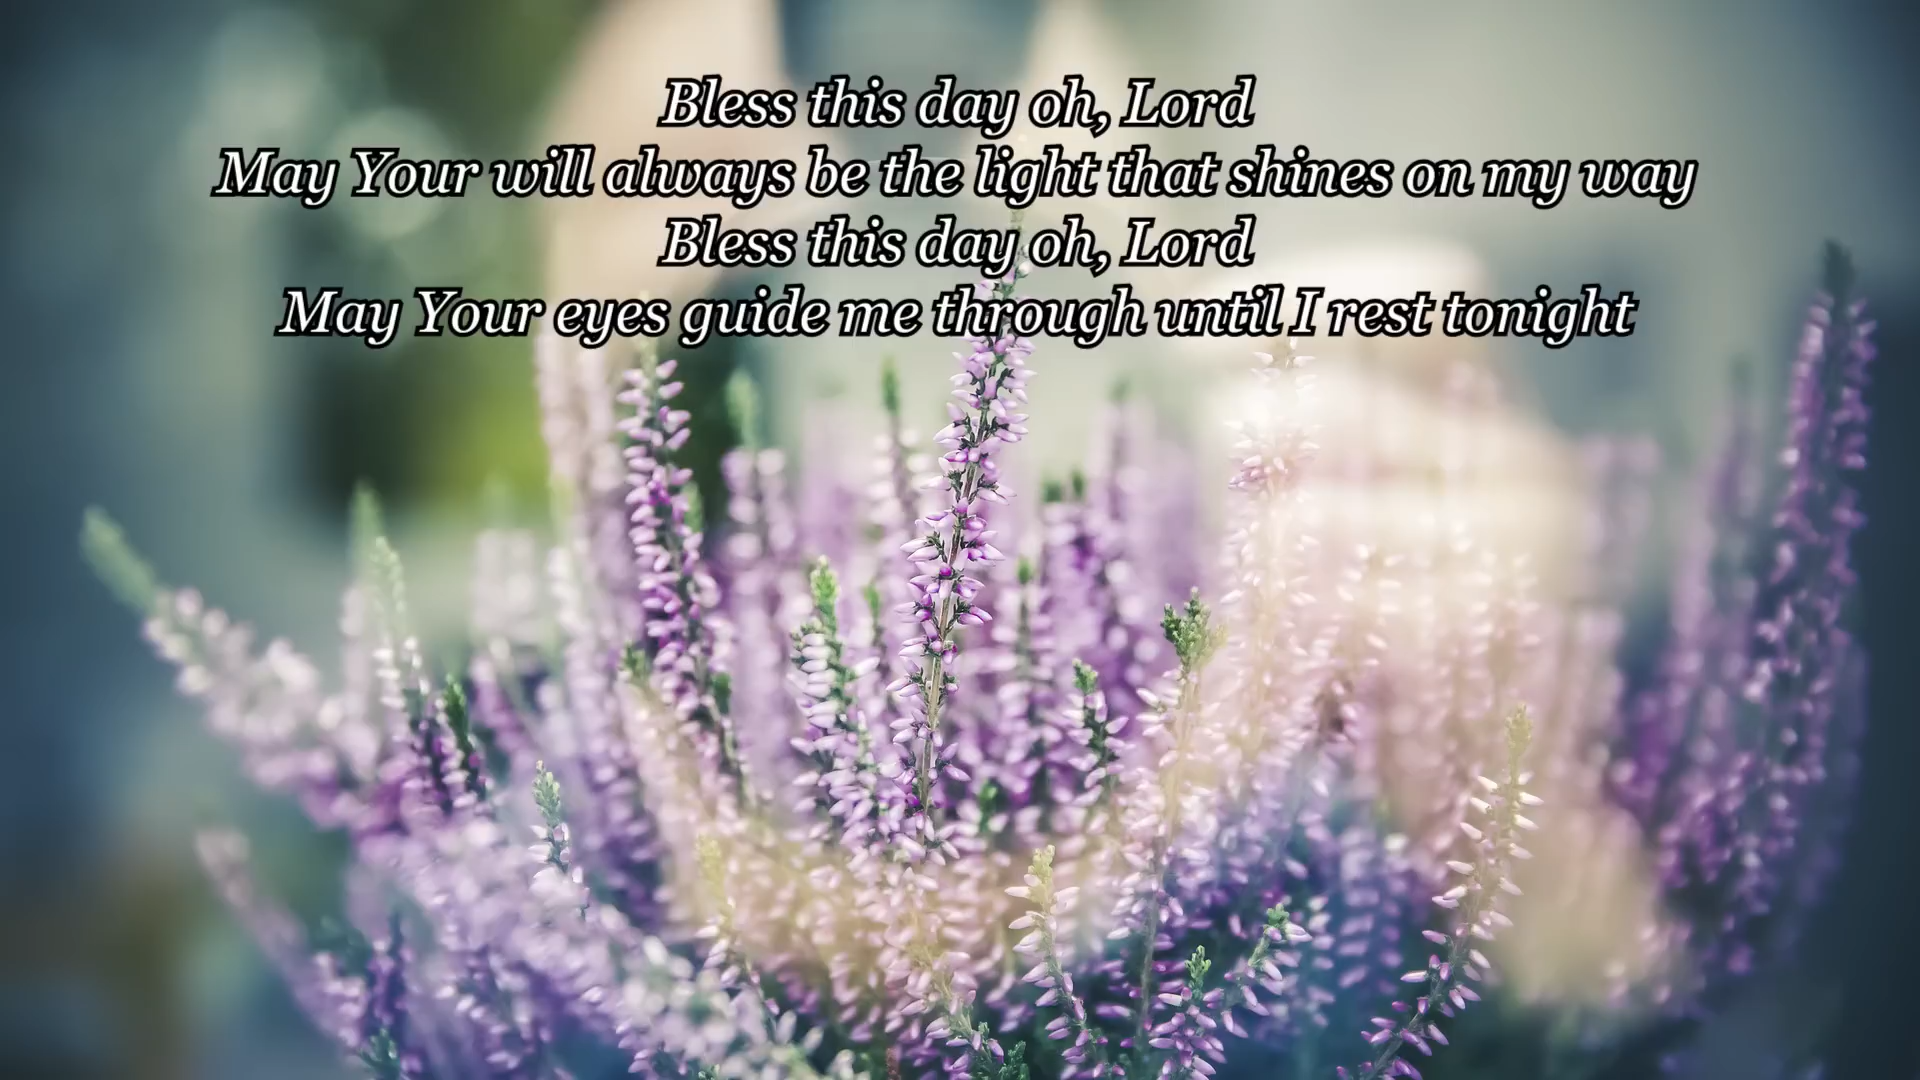 Bless this day oh, Lord
May Your will always be the light that shines on my way
Bless this day oh, Lord
May Your eyes guide me through until I rest tonight